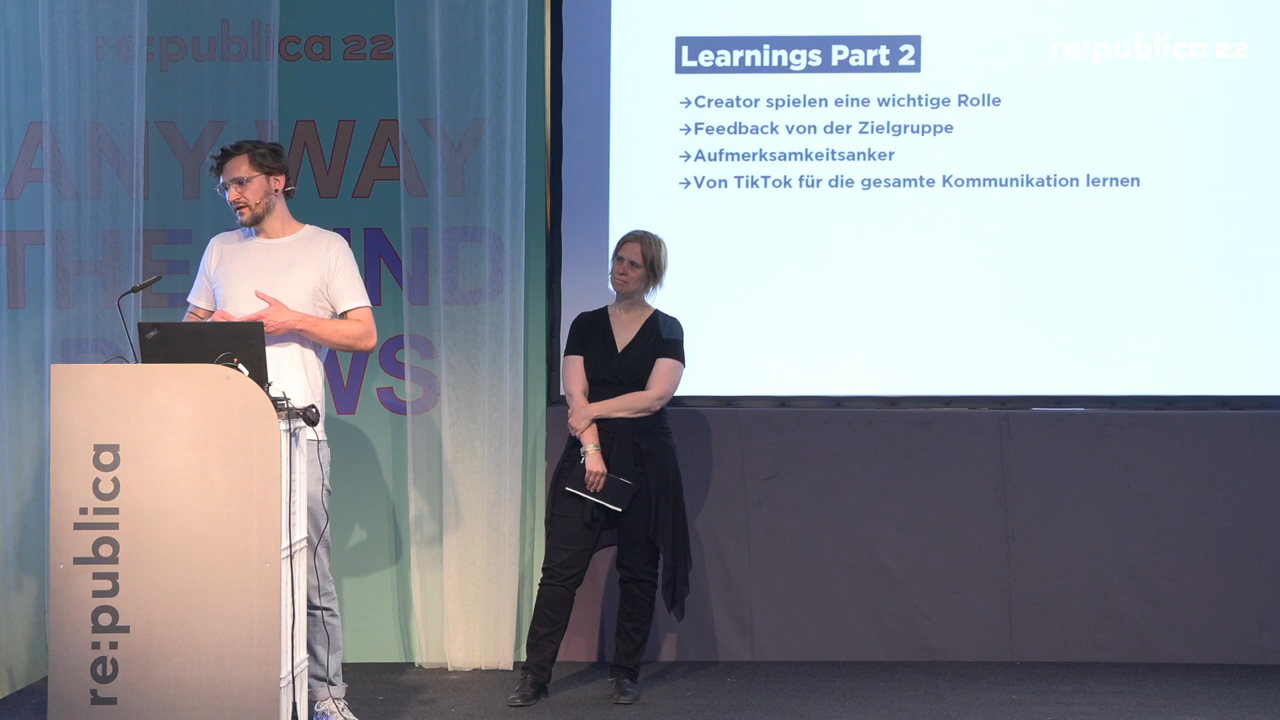 re:publica 22
ANY WAY
THE WIND
WS
re:publica
Learnings Part 2
→Creator spielen eine wichtige Rolle
→Feedback von der Zielgruppe
→Aufmerksamkeitsanker
→Von TikTok für die gesamte Kommunikation lernen
re:publica 22